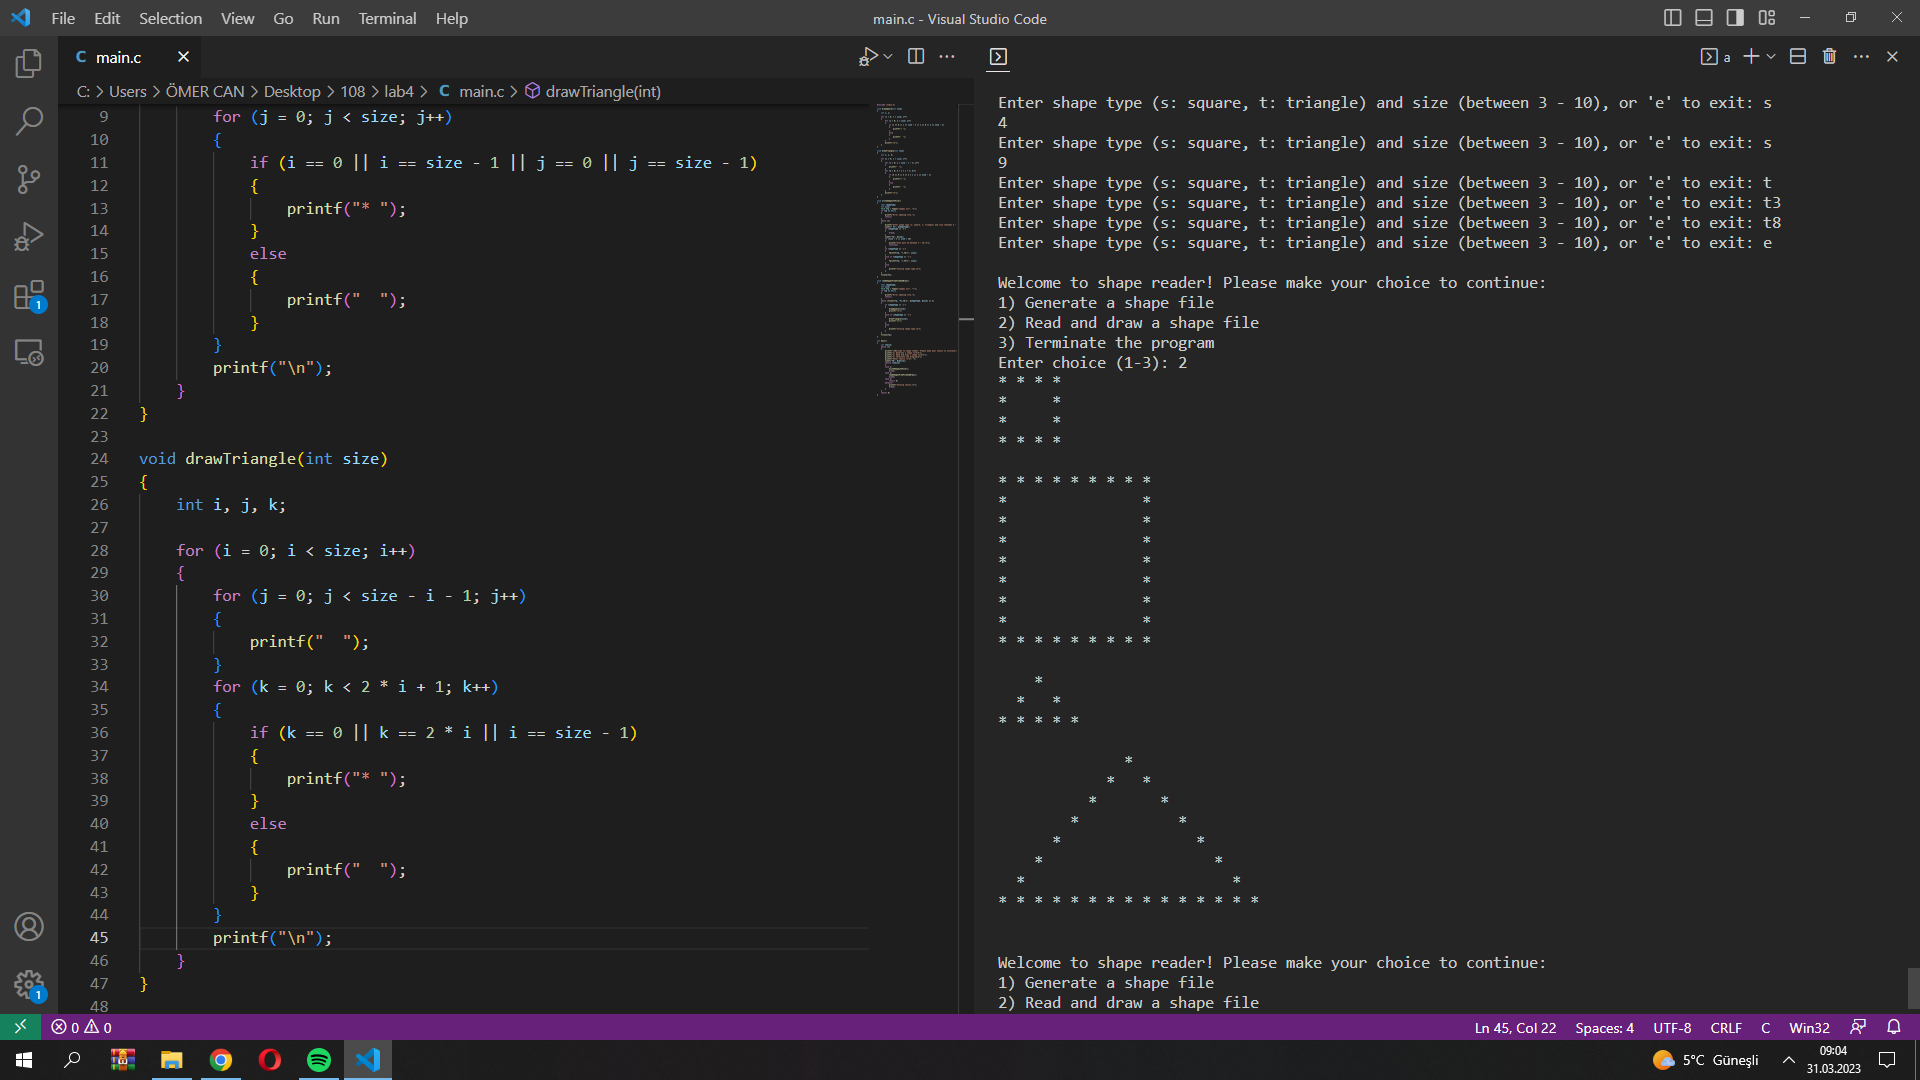 File Edit Selection View Go Run Terminal Help
main.c - Visual Studio Code
C main.c
a
C: > Users > ÖMER CAN > Desktop > 108 > lab4 > C main.c > drawTriangle(int)
9 for (j = 0; j < size; j++)
10 {
11 if (i == 0 || i == size - 1 || j == 0 || j == size - 1)
12 {
13 printf("* ");
14 }
15 else
16 {
17 printf("  ");
18 }
19 }
20 printf("\n");
21 }
22 }
23
24 void drawTriangle(int size)
25 {
26 int i, j, k;
27
28 for (i = 0; i < size; i++)
29 {
30 for (j = 0; j < size - i - 1; j++)
31 {
32 printf("  ");
33 }
34 for (k = 0; k < 2 * i + 1; k++)
35 {
36 if (k == 0 || k == 2 * i || i == size - 1)
37 {
38 printf("* ");
39 }
40 else
41 {
42 printf("  ");
43 }
44 }
45 printf("\n");
46 }
47 }
48
Enter shape type (s: square, t: triangle) and size (between 3 - 10), or 'e' to exit: s
4
Enter shape type (s: square, t: triangle) and size (between 3 - 10), or 'e' to exit: s
9
Enter shape type (s: square, t: triangle) and size (between 3 - 10), or 'e' to exit: t
Enter shape type (s: square, t: triangle) and size (between 3 - 10), or 'e' to exit: t3
Enter shape type (s: square, t: triangle) and size (between 3 - 10), or 'e' to exit: t8
Enter shape type (s: square, t: triangle) and size (between 3 - 10), or 'e' to exit: e
Welcome to shape reader! Please make your choice to continue:
1) Generate a shape file
2) Read and draw a shape file
3) Terminate the program
Enter choice (1-3): 2
* * * *
*     *
*     *
* * * *
* * * * * * * * *
*               *
*               *
*               *
*               *
*               *
*               *
*               *
* * * * * * * * *
    *
  *   *
* * * * *
              *
            *   *
          *       *
        *           *
      *               *
    *                   *
  *                       *
* * * * * * * * * * * * * * *
Welcome to shape reader! Please make your choice to continue:
1) Generate a shape file
2) Read and draw a shape file
1
1
0 0
Ln 45, Col 22 Spaces: 4 UTF-8 CRLF C Win32
5°C Güneşli
09:04
31.03.2023